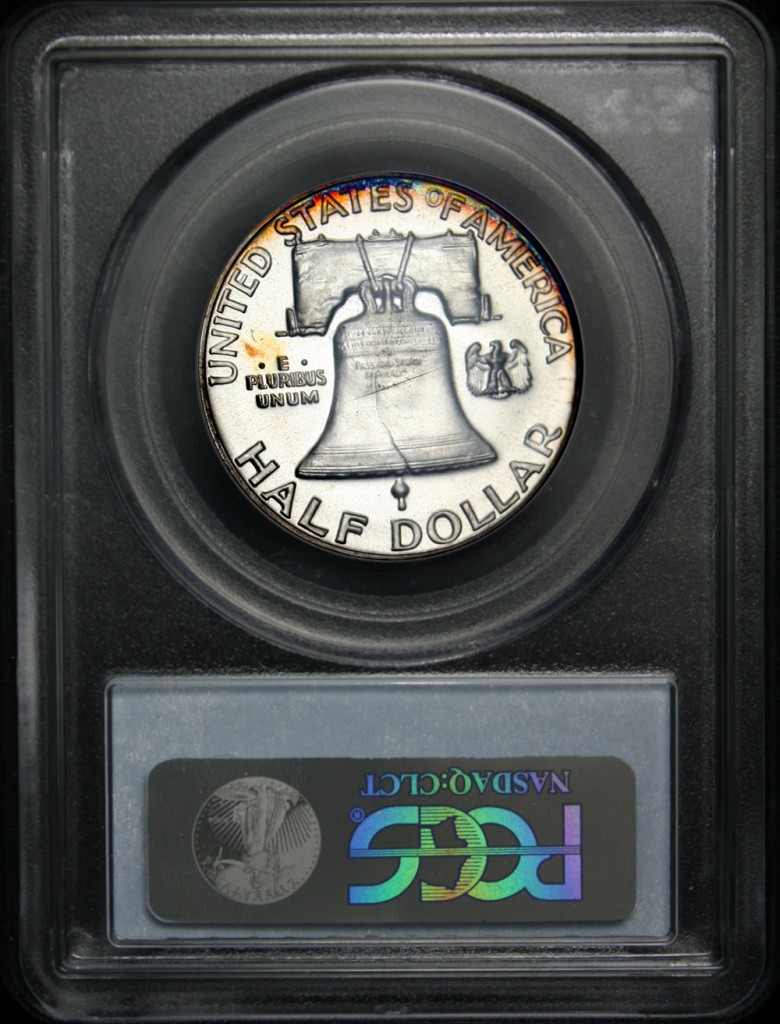 UNITED STATES OF AMERICA
· E ·
PLURIBUS
UNUM
HALF DOLLAR
NASDAQ:CLCT
PCGS®